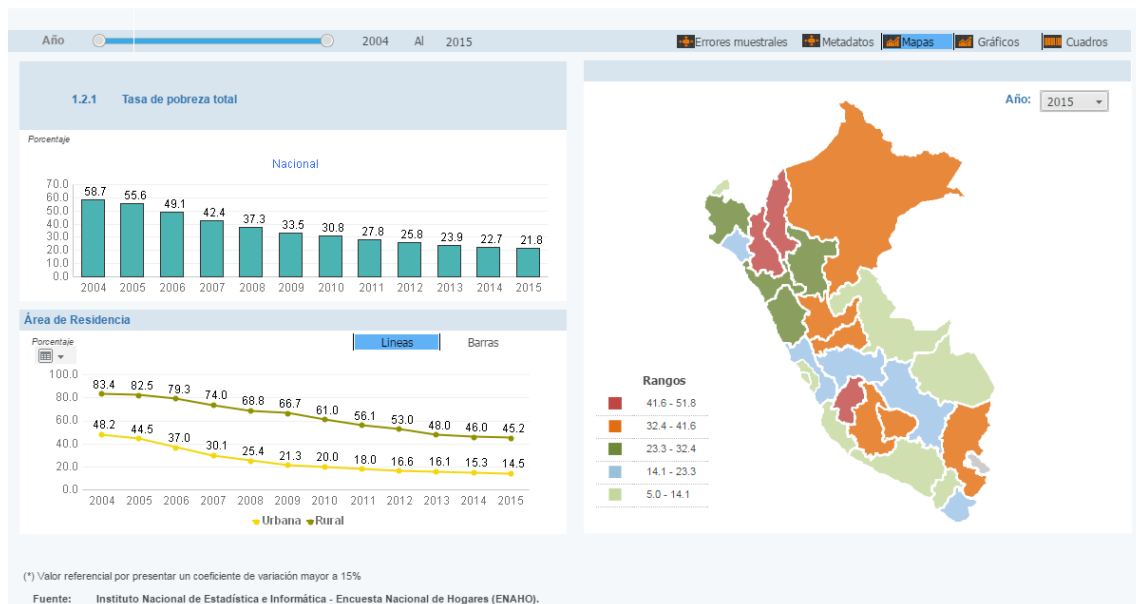 Año 2004 Al 2015 Errores muestrales Metadatos Mapas Gráficos Cuadros
1.2.1 Tasa de pobreza total
Porcentaje
Nacional
70.0
60.0
50.0
40.0
30.0
20.0
10.0
0.0
58.7 55.6 49.1 42.4 37.3 33.5 30.8 27.8 25.8 23.9 22.7 21.8
2004 2005 2006 2007 2008 2009 2010 2011 2012 2013 2014 2015
Área de Residencia
Porcentaje
Lineas Barras
100.0
80.0
60.0
40.0
20.0
0.0
83.4 82.5 79.3 74.0 68.8 66.7 61.0 56.1 53.0 48.0 46.0 45.2
48.2 44.5 37.0 30.1 25.4 21.3 20.0 18.0 16.6 16.1 15.3 14.5
2004 2005 2006 2007 2008 2009 2010 2011 2012 2013 2014 2015
Urbana Rural
Año: 2015
Rangos
41.6 - 51.8
32.4 - 41.6
23.3 - 32.4
14.1 - 23.3
5.0 - 14.1
(*) Valor referencial por presentar un coeficiente de variación mayor a 15%
Fuente: Instituto Nacional de Estadística e Informática - Encuesta Nacional de Hogares (ENAHO).